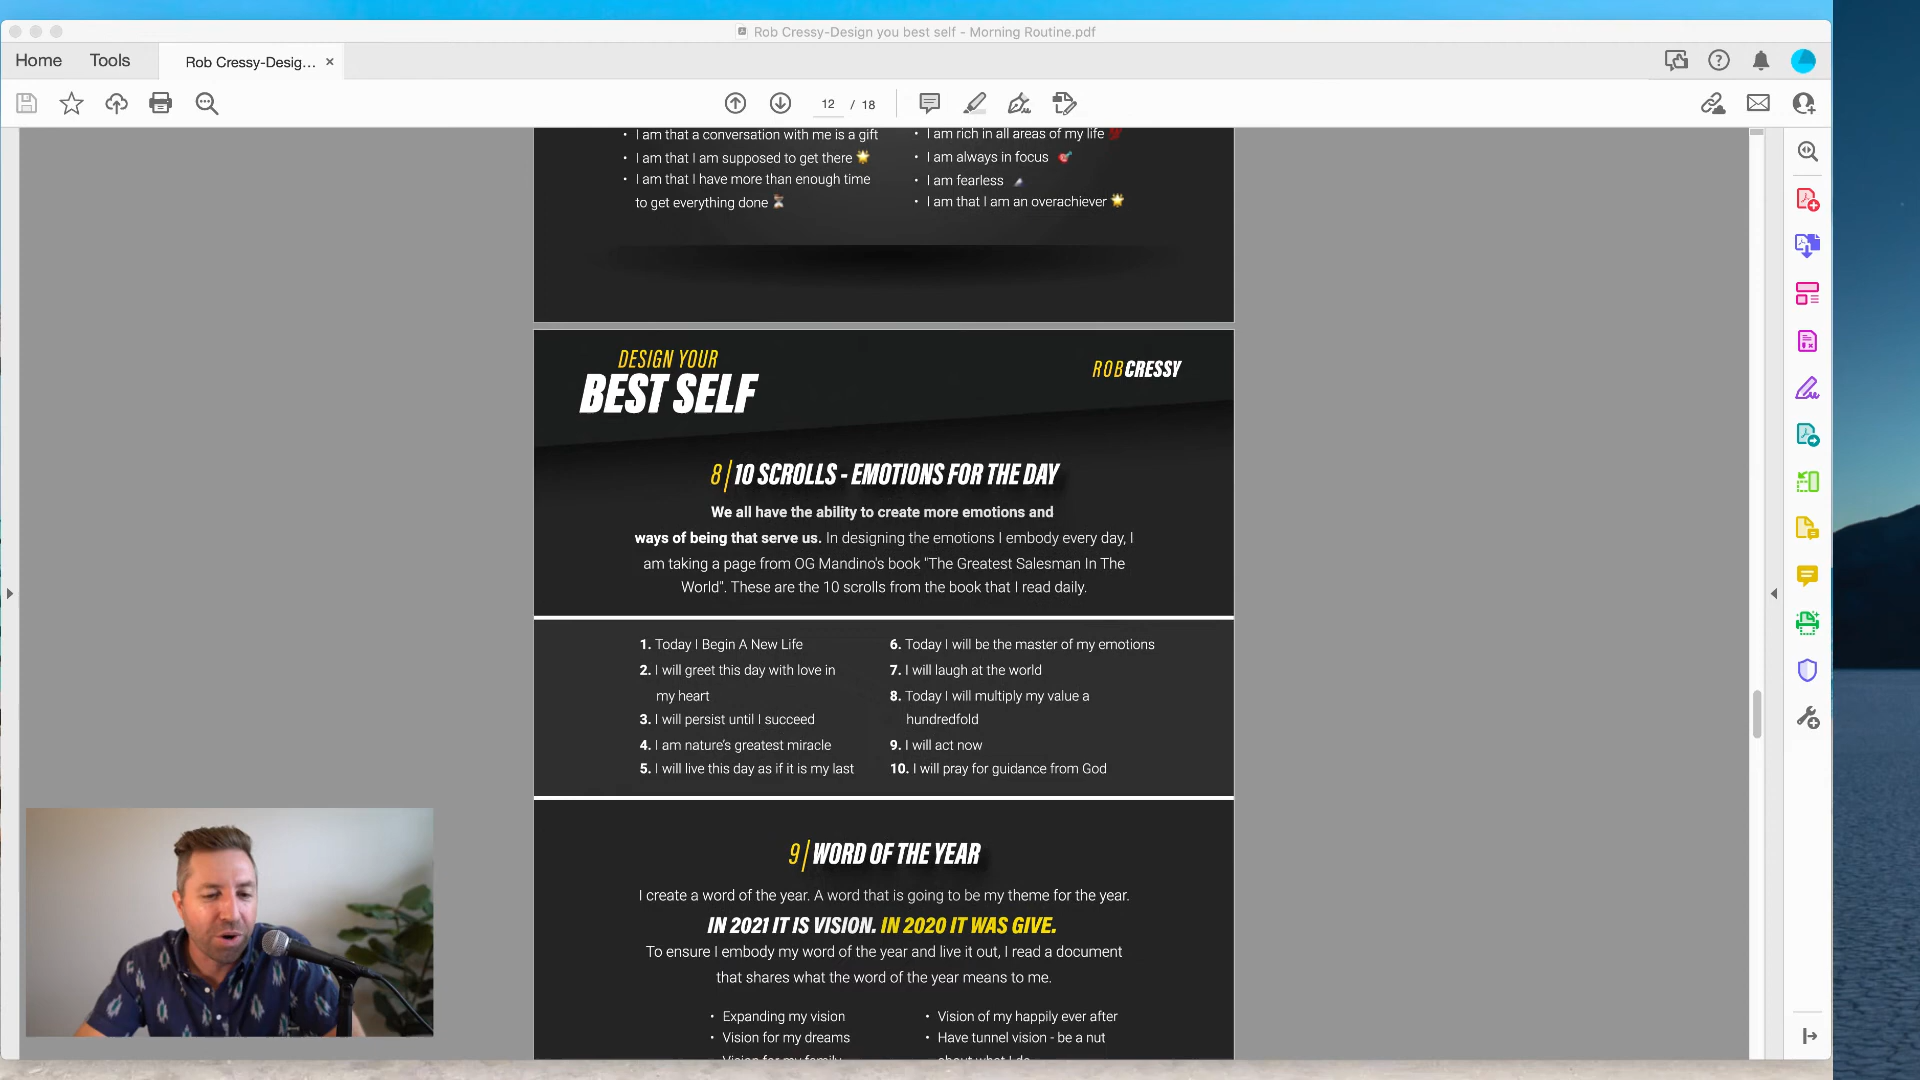 Rob Cressy-Design you best self - Morning Routine.pdf
Home Tools Rob Cressy-Desig... ×
12 / 18
• I am that a conversation with me is a gift
• I am that I am supposed to get there
• I am that I have more than enough time
to get everything done
• I am rich in all areas of my life
• I am always in focus
• I am fearless
• I am that I am an overachiever
DESIGN YOUR
BEST SELF
ROBCRESSY
8| 10 SCROLLS - EMOTIONS FOR THE DAY
We all have the ability to create more emotions and
ways of being that serve us. In designing the emotions I embody every day, I
am taking a page from OG Mandino's book "The Greatest Salesman In The
World". These are the 10 scrolls from the book that I read daily.
1. Today I Begin A New Life
2. I will greet this day with love in
my heart
3. I will persist until I succeed
4. I am nature's greatest miracle
5. I will live this day as if it is my last
6. Today I will be the master of my emotions
7. I will laugh at the world
8. Today I will multiply my value a
hundredfold
9. I will act now
10. I will pray for guidance from God
9| WORD OF THE YEAR
I create a word of the year. A word that is going to be my theme for the year.
IN 2021 IT IS VISION. IN 2020 IT WAS GIVE.
To ensure I embody my word of the year and live it out, I read a document
that shares what the word of the year means to me.
• Expanding my vision
• Vision for my dreams
Vision for my family
• Vision of my happily ever after
• Have tunnel vision - be a nut
about what I do